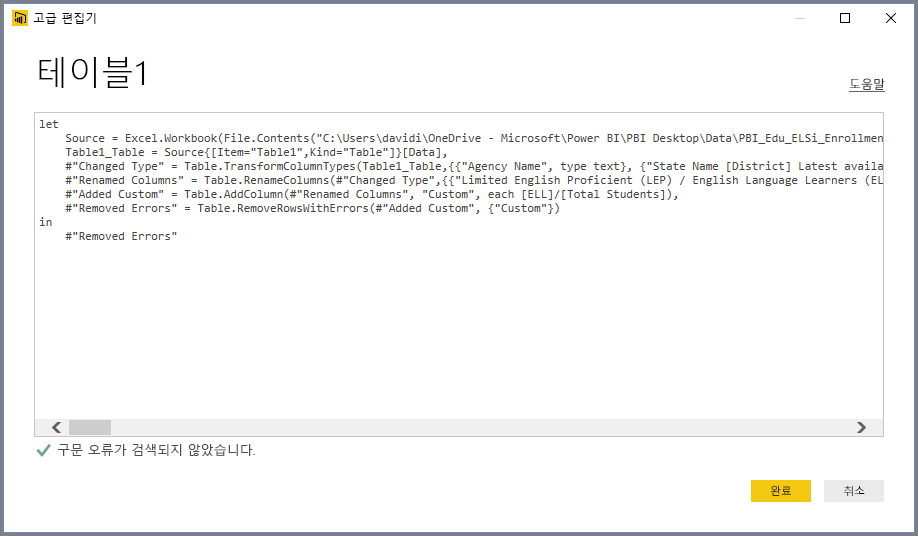 고급 편집기
테이블1
도움말
let
Source = Excel.Workbook(File.Contents("C:\Users\davidi\OneDrive - Microsoft\Power BI\PBI Desktop\Data\PBI_Edu_ELSi_Enrollmen
Table1_Table = Source{[Item="Table1",Kind="Table"]}[Data],
#"Changed Type" = Table.TransformColumnTypes(Table1_Table,{{"Agency Name", type text}, {"State Name [District] Latest availa
#"Renamed Columns" = Table.RenameColumns(#"Changed Type",{{"Limited English Proficient (LEP) / English Language Learners (EL
#"Added Custom" = Table.AddColumn(#"Renamed Columns", "Custom", each [ELL]/[Total Students]),
#"Removed Errors" = Table.RemoveRowsWithErrors(#"Added Custom", {"Custom"})
in
#"Removed Errors"
구문 오류가 검색되지 않았습니다.
완료
취소